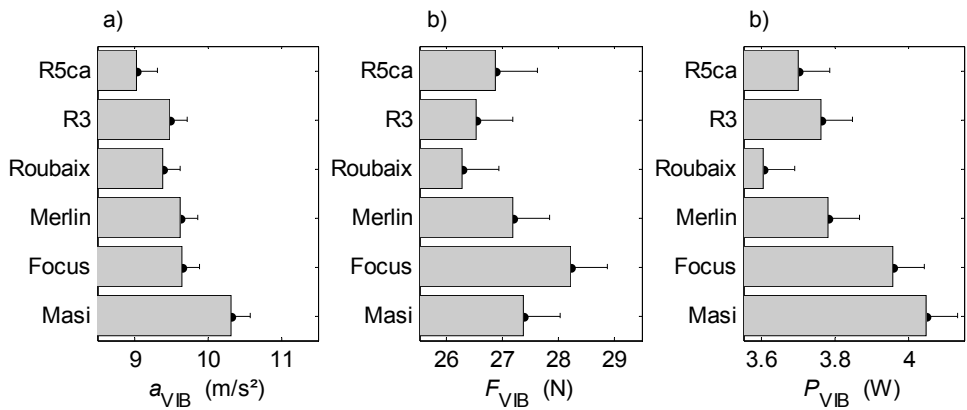 a)
R5ca
R3
Roubaix
Merlin
Focus
Masi
9 10 11
aVIB (m/s²)
b)
R5ca
R3
Roubaix
Merlin
Focus
Masi
26 27 28 29
FVIB (N)
b)
R5ca
R3
Roubaix
Merlin
Focus
Masi
3.6 3.8 4
PVIB (W)